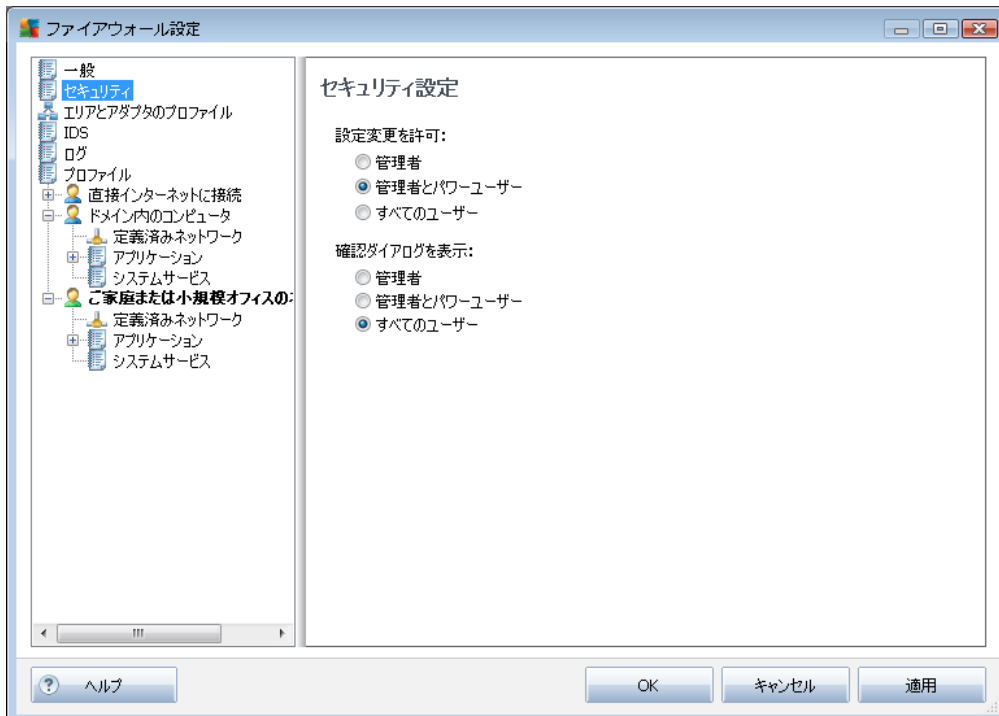 ファイアウォール設定
一般
セキュリティ
エリアとアダプタのプロファイル
IDS
ログ
プロファイル
直接インターネットに接続
ドメイン内のコンピュータ
定義済みネットワーク
アプリケーション
システムサービス
ご家庭または小規模オフィスの
定義済みネットワーク
アプリケーション
システムサービス
セキュリティ設定
設定変更を許可:
管理者
管理者とパワーユーザー
すべてのユーザー
確認ダイアログを表示:
管理者
管理者とパワーユーザー
すべてのユーザー
? ヘルプ
OK
キャンセル
適用